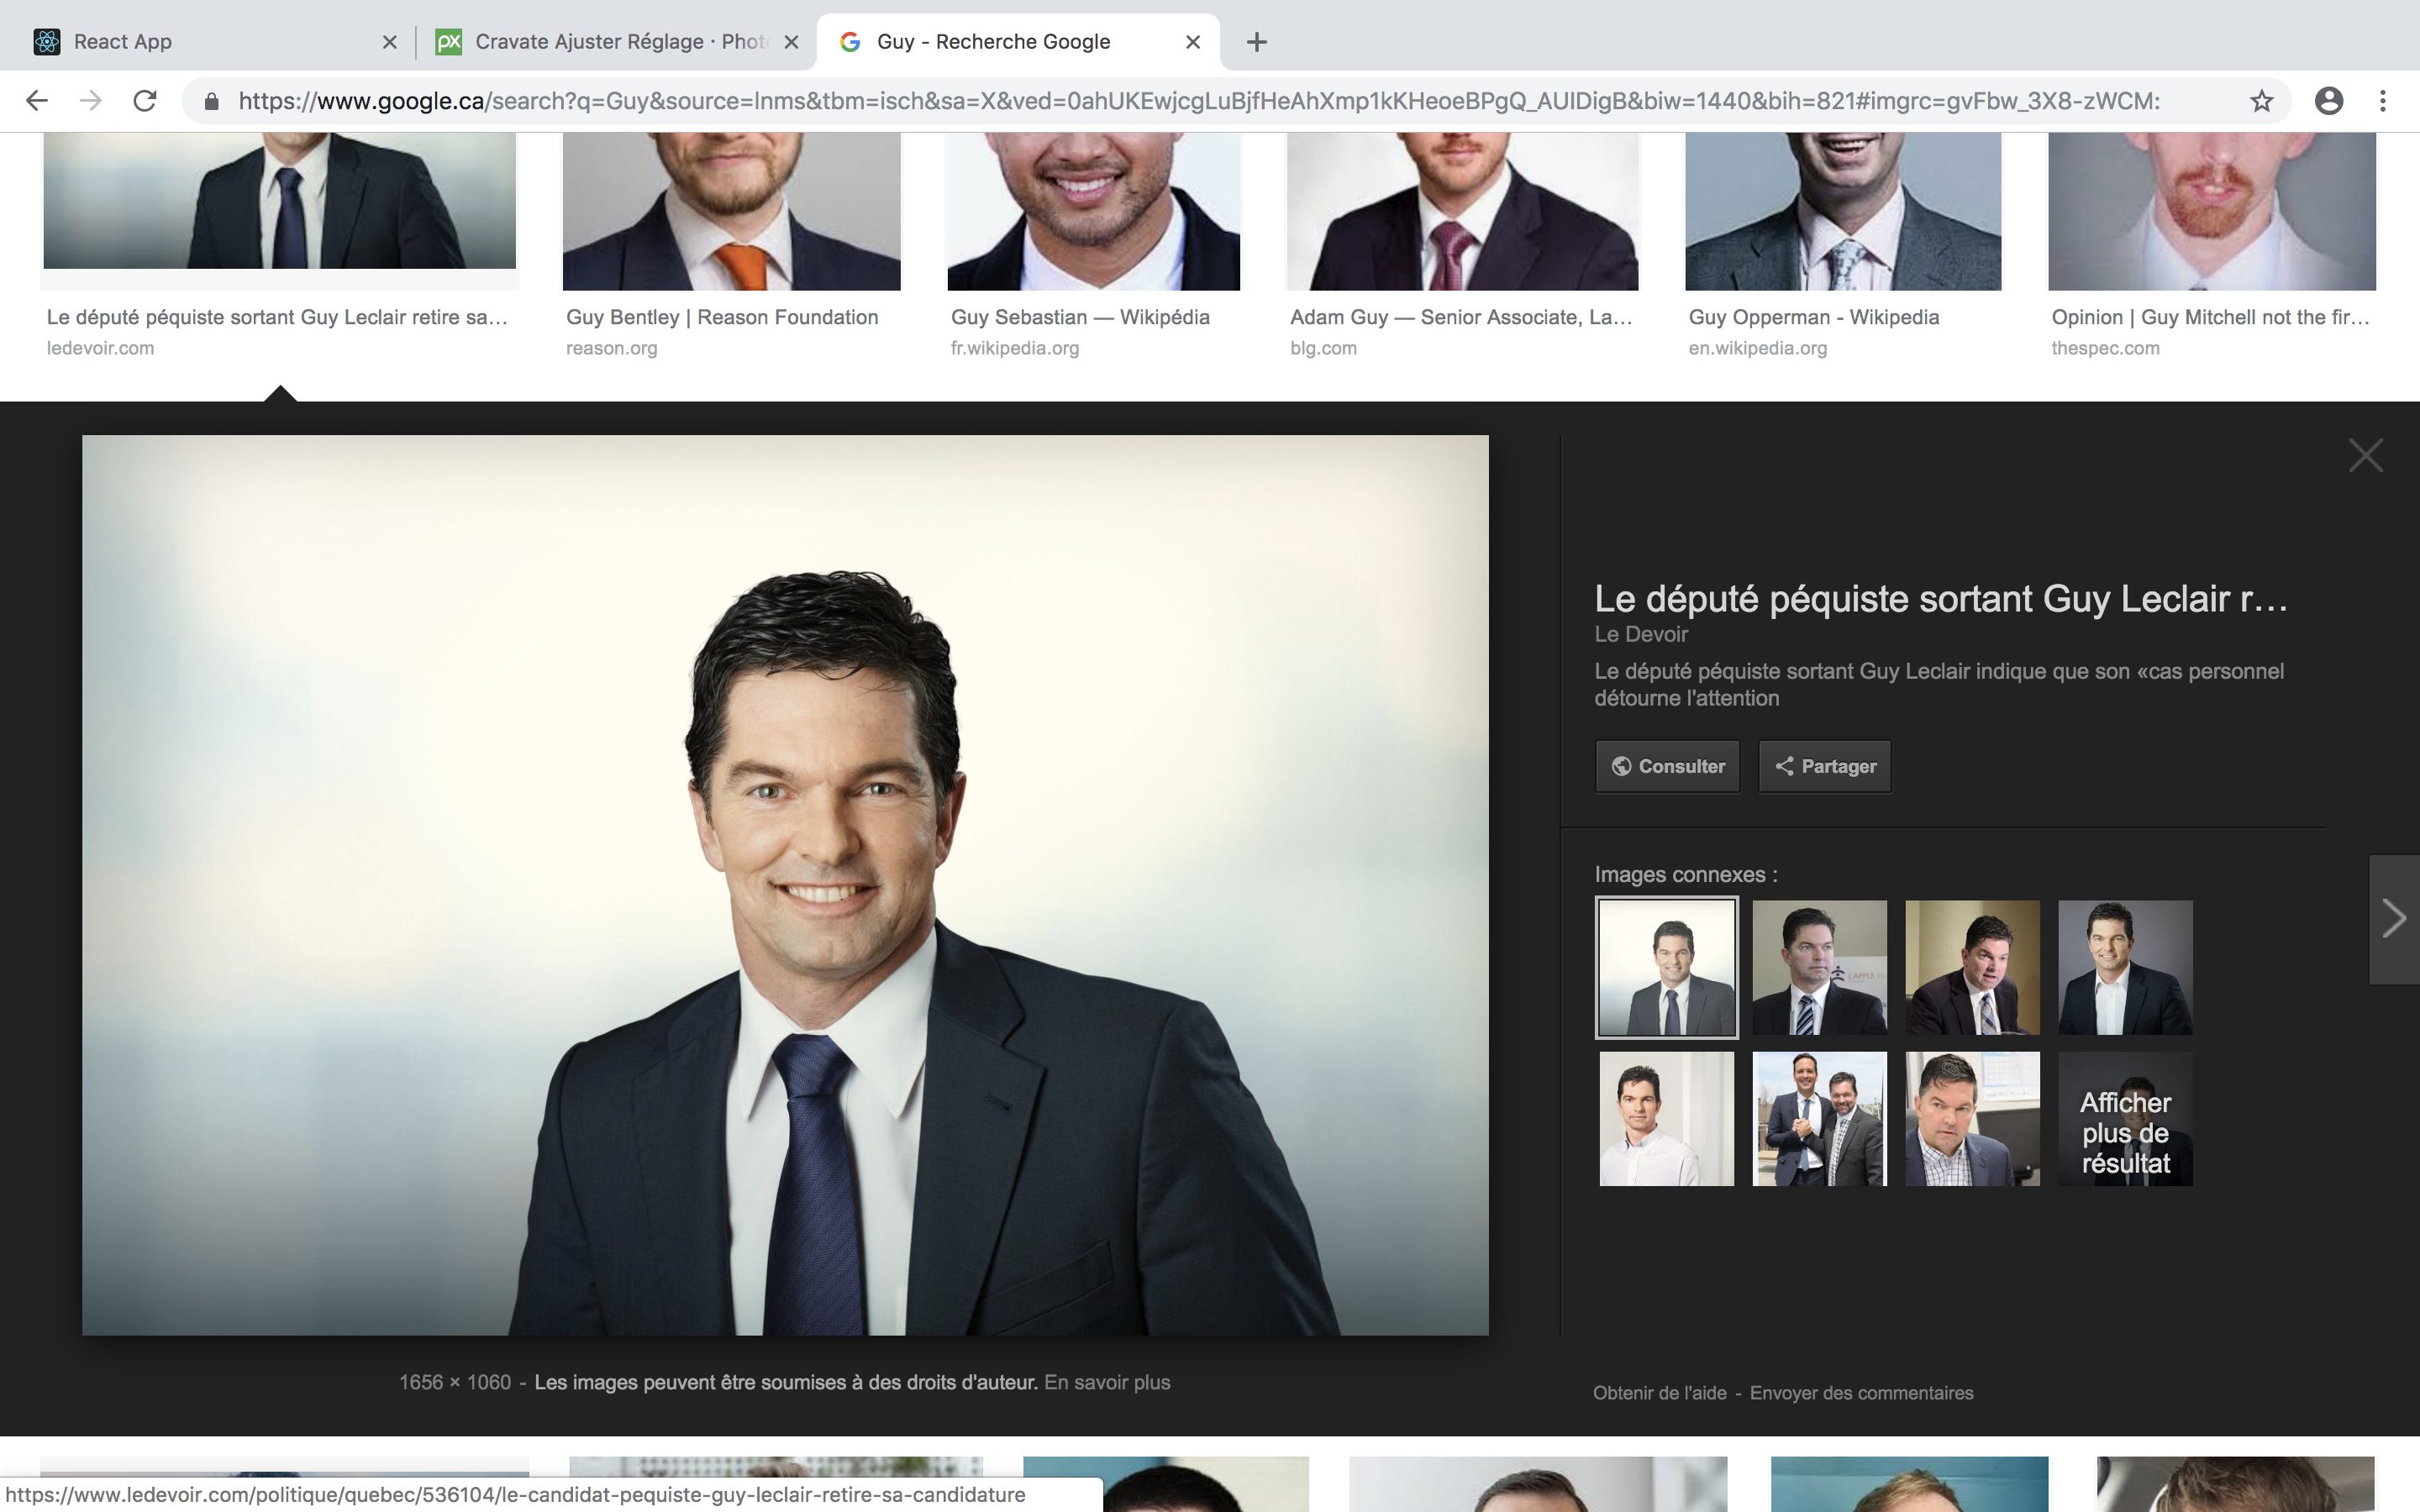 React App
Cravate Ajuster Réglage · Phot
Guy - Recherche Google
https://www.google.ca/search?q=Guy&source=lnms&tbm=isch&sa=X&ved=0ahUKEwjcgLuBjfHeAhXmp1kKHeoeBPgQ_AUIDigB&biw=1440&bih=821#imgrc=gvFbw_3X8-zWCM:
Le député péquiste sortant Guy Leclair retire sa…
ledevoir.com
Guy Bentley | Reason Foundation
reason.org
Guy Sebastian — Wikipédia
fr.wikipedia.org
Adam Guy — Senior Associate, La…
blg.com
Guy Opperman - Wikipedia
en.wikipedia.org
Opinion | Guy Mitchell not the fir…
thespec.com
Le député péquiste sortant Guy Leclair r…
Le Devoir
Le député péquiste sortant Guy Leclair indique que son «cas personnel
détourne l'attention
Consulter
Partager
Images connexes :
L'APPUI
Afficher
plus de
résultat
1656 × 1060 - Les images peuvent être soumises à des droits d'auteur. En savoir plus
Obtenir de l'aide - Envoyer des commentaires
https://www.ledevoir.com/politique/quebec/536104/le-candidat-pequiste-guy-leclair-retire-sa-candidature